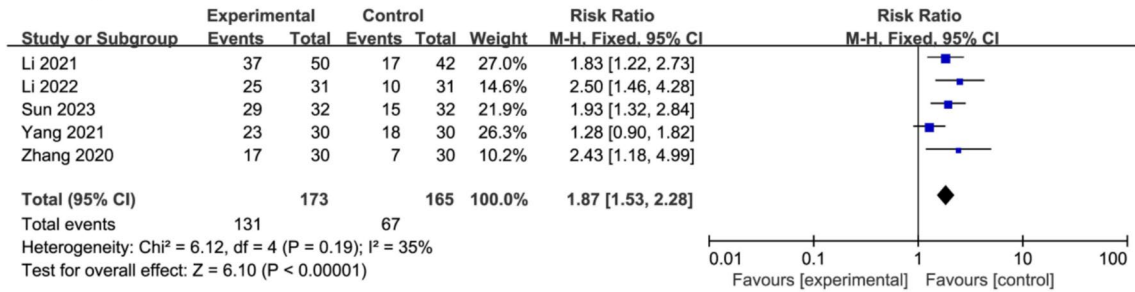 Experimental Control Risk Ratio Risk Ratio
Study or Subgroup Events Total Events Total Weight M-H, Fixed, 95% CI M-H, Fixed, 95% CI
Li 2021 37 50 17 42 27.0% 1.83 [1.22, 2.73]
Li 2022 25 31 10 31 14.6% 2.50 [1.46, 4.28]
Sun 2023 29 32 15 32 21.9% 1.93 [1.32, 2.84]
Yang 2021 23 30 18 30 26.3% 1.28 [0.90, 1.82]
Zhang 2020 17 30 7 30 10.2% 2.43 [1.18, 4.99]
Total (95% CI) 173 165 100.0% 1.87 [1.53, 2.28]
Total events 131 67
Heterogeneity: Chi² = 6.12, df = 4 (P = 0.19); I² = 35%
Test for overall effect: Z = 6.10 (P < 0.00001)
0.01 0.1 1 10 100
Favours [experimental] Favours [control]